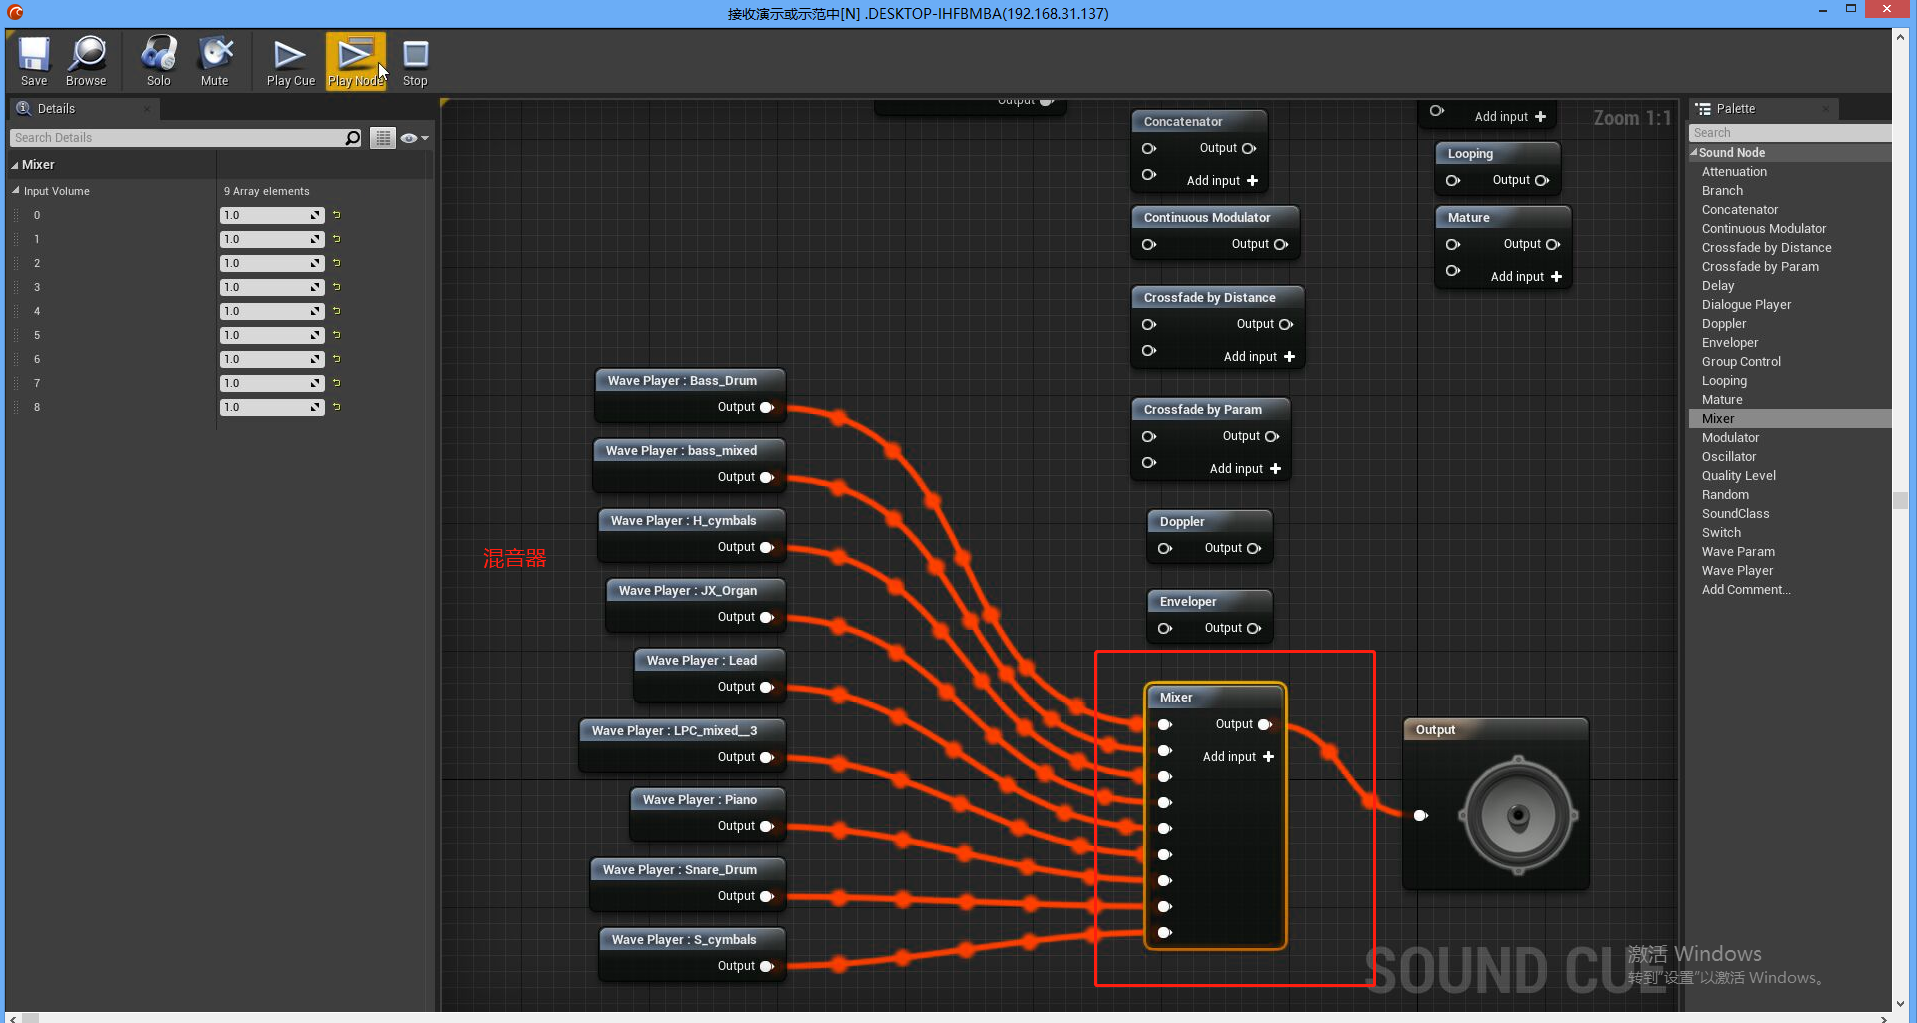 接收演示或示范中[N] .DESKTOP-IHFBMBA(192.168.31.137)
Save
Browse
Solo
Mute
Play Cue
Play Node
Stop
Details
Search Details
Mixer
Input Volume
9 Array elements
0
1.0
1
1.0
2
1.0
3
1.0
4
1.0
5
1.0
6
1.0
7
1.0
8
1.0
Output
Concatenator
Output
Add input
Continuous Modulator
Output
Crossfade by Distance
Output
Add input
Crossfade by Param
Output
Add input
Doppler
Output
Enveloper
Output
Add input
Zoom 1:1
Looping
Output
Mature
Output
Add input
Wave Player : Bass_Drum
Output
Wave Player : bass_mixed
Output
Wave Player : H_cymbals
Output
混音器
Wave Player : JX_Organ
Output
Wave Player : Lead
Output
Wave Player : LPC_mixed__3
Output
Wave Player : Piano
Output
Wave Player : Snare_Drum
Output
Wave Player : S_cymbals
Output
Mixer
Output
Add input
Output
SOUND CUE
激活 Windows
转到"设置"以激活 Windows。
Palette
Search
Sound Node
Attenuation
Branch
Concatenator
Continuous Modulator
Crossfade by Distance
Crossfade by Param
Delay
Dialogue Player
Doppler
Enveloper
Group Control
Looping
Mature
Mixer
Modulator
Oscillator
Quality Level
Random
SoundClass
Switch
Wave Param
Wave Player
Add Comment...